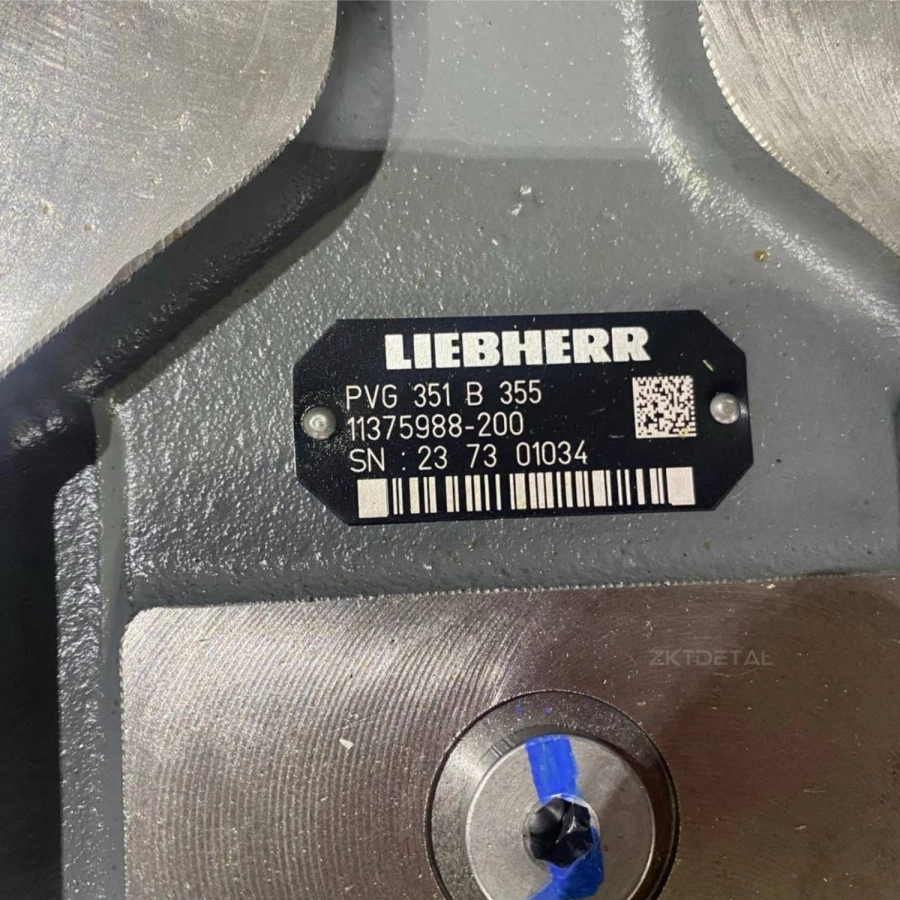 LIEBHERR
PVG 351 B 355
11375988-200
SN : 23 73 01034
ZKTDETAL